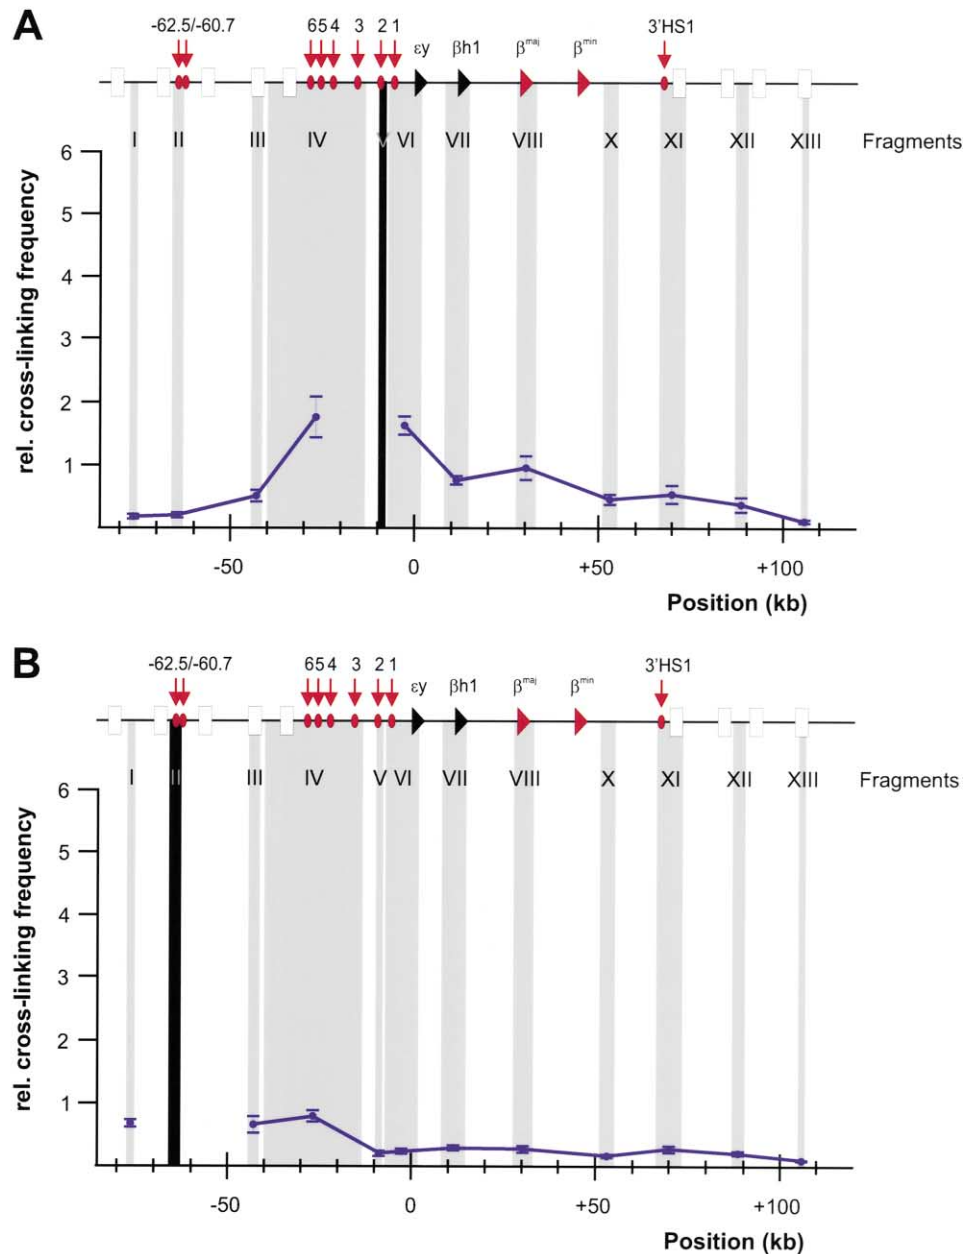 A
-62.5/-60.7 65 4 3 2 1 3'HS1
εy βh1 βmaj βmin
I II III IV V VI VII VIII X XI XII XIII Fragments
6
5
4
3
2
1
rel. cross-linking frequency
-50 0 +50 +100
Position (kb)
B
-62.5/-60.7 65 4 3 2 1 3'HS1
εy βh1 βmaj βmin
I II III IV V VI VII VIII X XI XII XIII Fragments
6
5
4
3
2
1
rel. cross-linking frequency
-50 0 +50 +100
Position (kb)